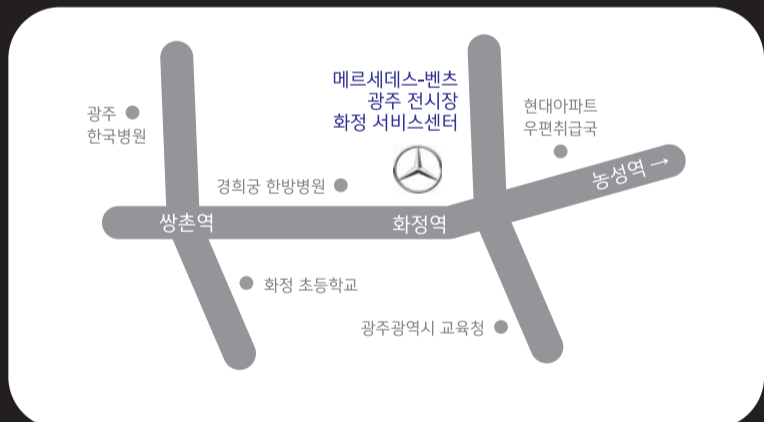 메르세데스-벤츠
광주 전시장
화정 서비스센터
광주
한국병원
현대아파트
우편취급국
경희궁 한방병원
농성역 →
쌍촌역
화정역
화정 초등학교
광주광역시 교육청